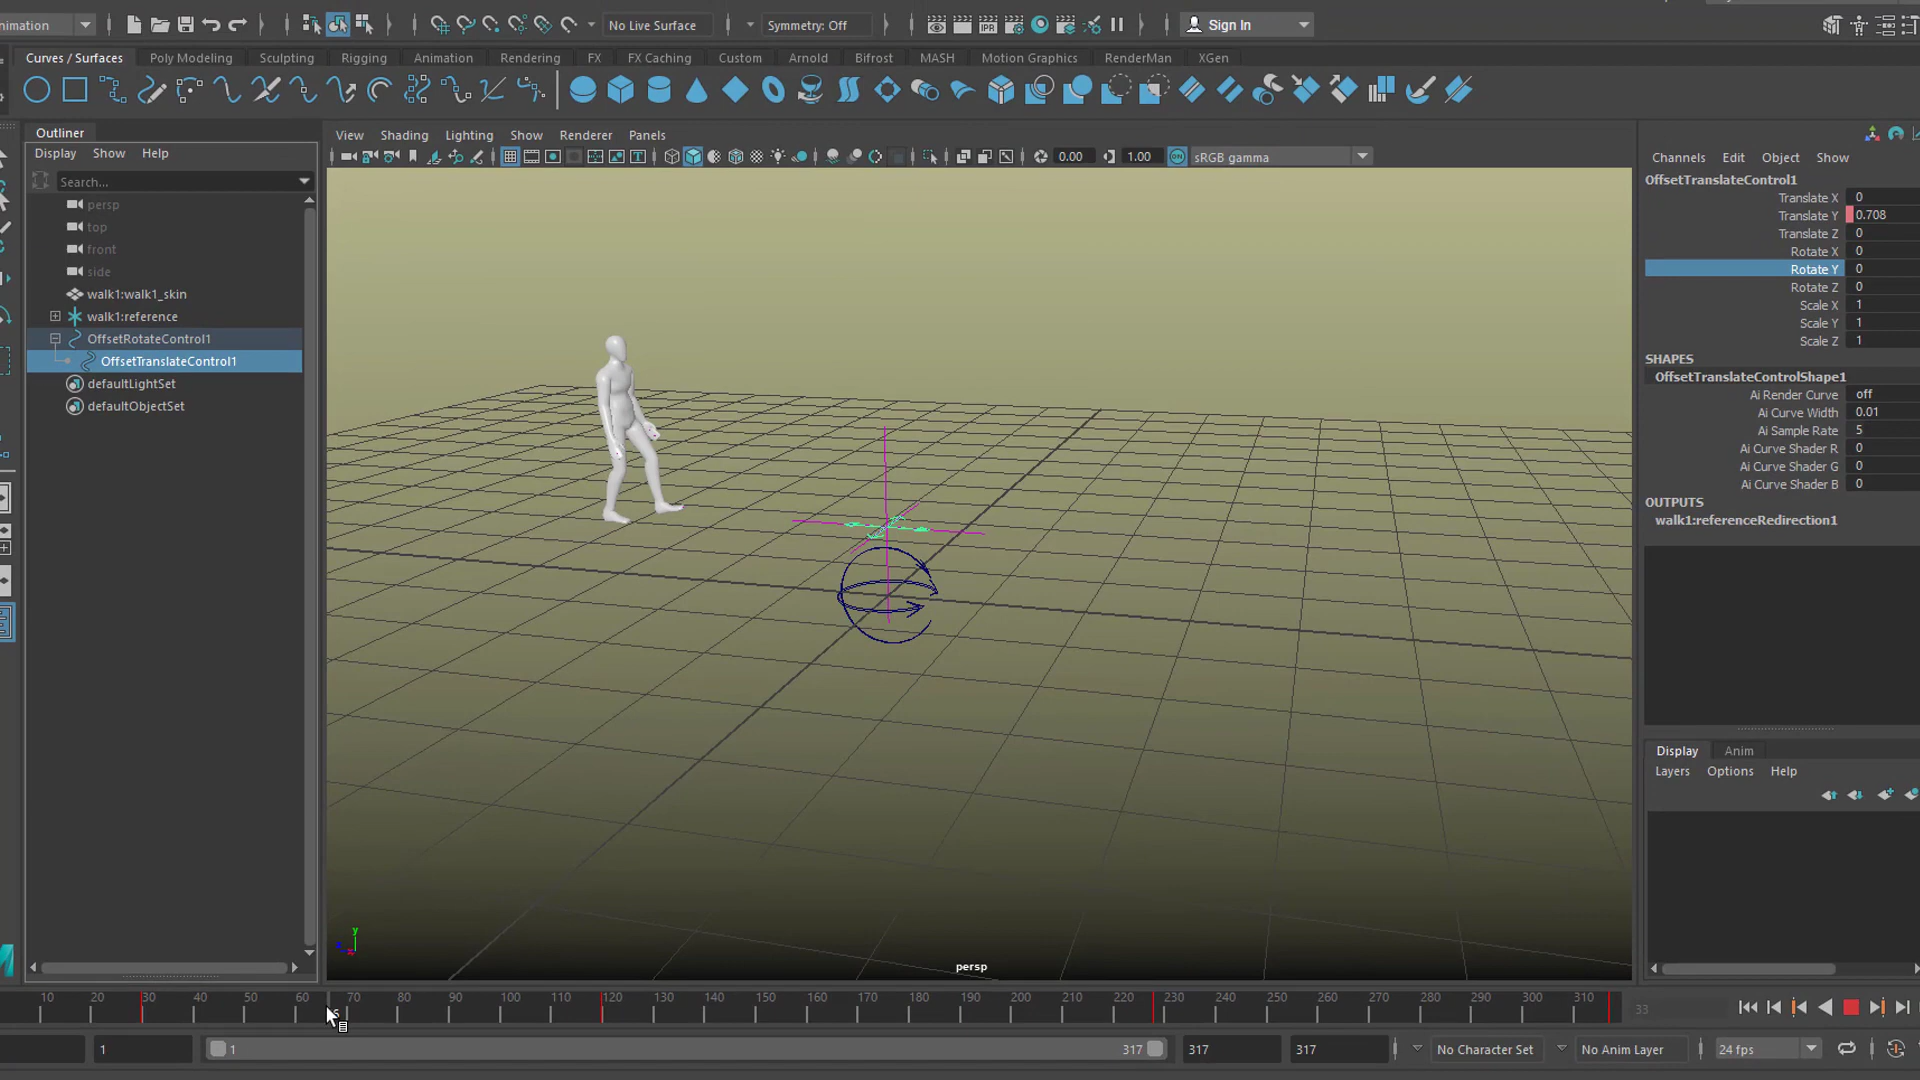 nimation
No Live Surface
Symmetry: Off
Sign In
Curves / Surfaces Poly Modeling Sculpting Rigging Animation Rendering FX FX Caching Custom Arnold Bifrost MASH Motion Graphics RenderMan XGen
IPR
Outliner
Display Show Help
Search...
persp
top
front
side
walk1:walk1_skin
walk1:reference
OffsetRotateControl1
OffsetTranslateControl1
defaultLightSet
defaultObjectSet
View Shading Lighting Show Renderer Panels
0.00 1.00 ON sRGB gamma
y
persp
Channels Edit Object Show
OffsetTranslateControl1
Translate X 0
Translate Y 0.708
Translate Z 0
Rotate X 0
Rotate Y 0
Rotate Z 0
Scale X 1
Scale Y 1
Scale Z 1
SHAPES
OffsetTranslateControlShape1
Ai Render Curve off
Ai Curve Width 0.01
Ai Sample Rate 5
Ai Curve Shader R 0
Ai Curve Shader G 0
Ai Curve Shader B 0
OUTPUTS
walk1:referenceRedirection1
Display Anim
Layers Options Help
10 20 30 40 50 60 70 80 90 100 110 120 130 140 150 160 170 180 190 200 210 220 230 240 250 260 270 280 290 300 310
33
1 1 317 317 317 No Character Set No Anim Layer 24 fps